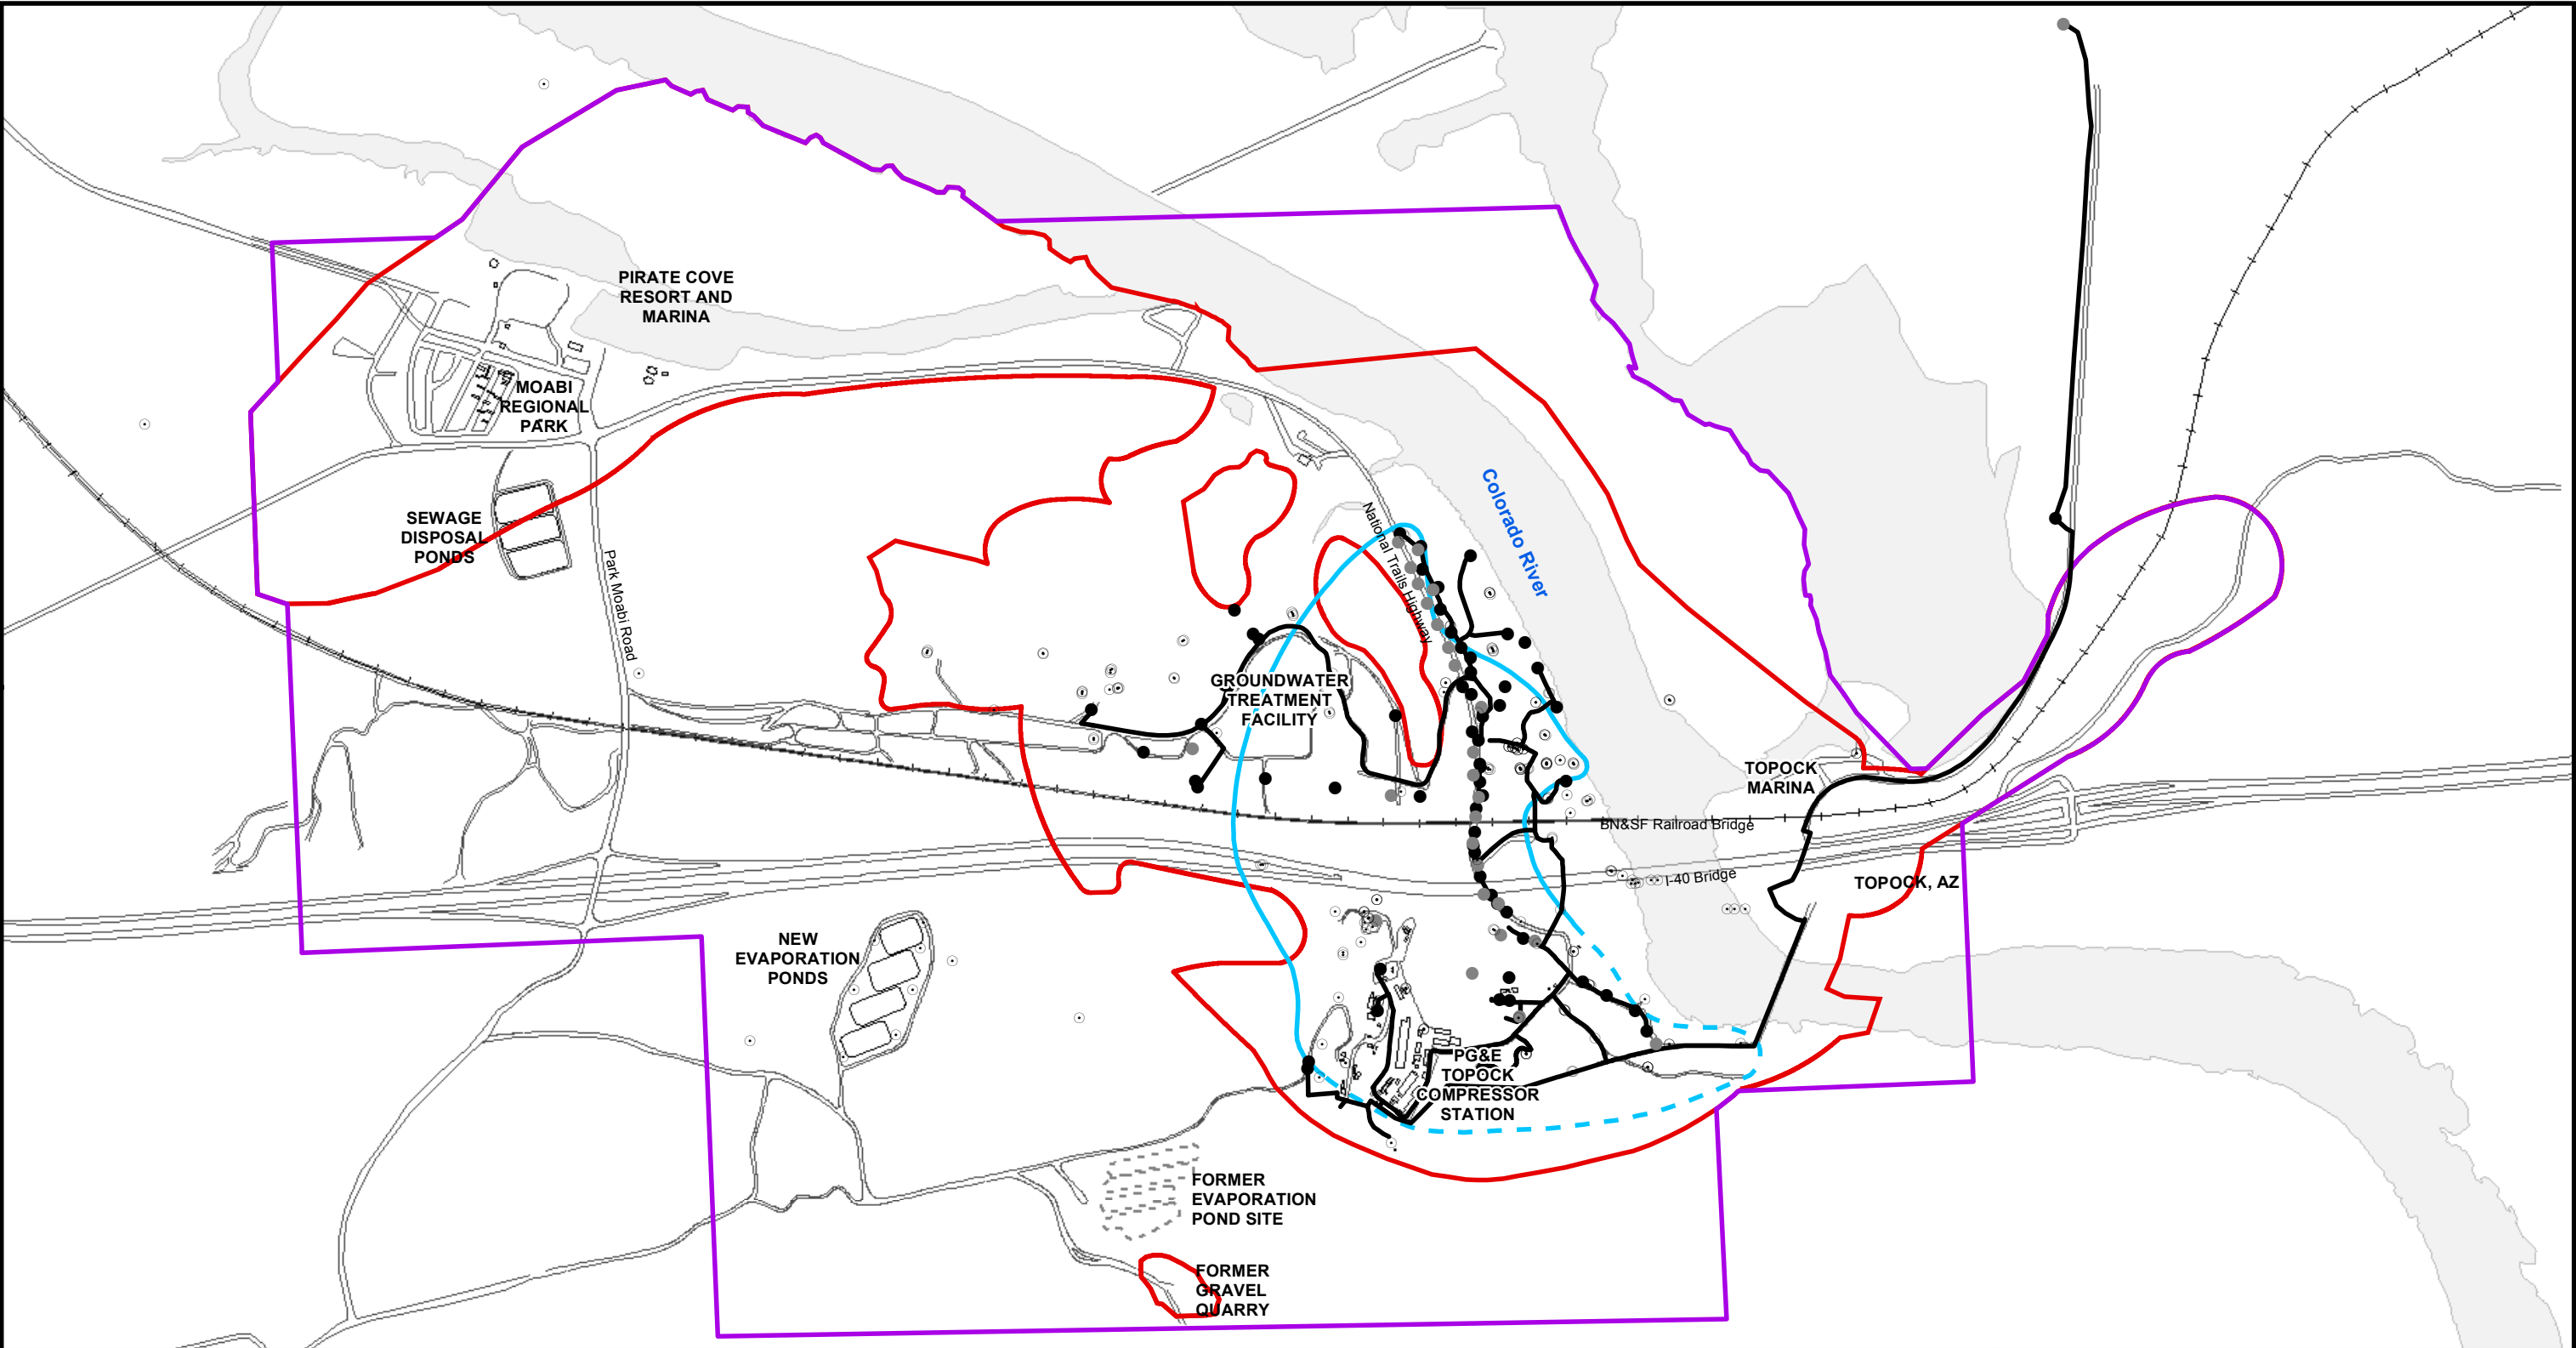 PIRATE COVE
RESORT AND
MARINA
MOABI
REGIONAL
PARK
SEWAGE
DISPOSAL
PONDS
Park Moabi Road
National Trails Highway
Colorado River
GROUNDWATER
TREATMENT
FACILITY
TOPOCK
MARINA
BN&SF Railroad Bridge
I-40 Bridge
TOPOCK, AZ
NEW
EVAPORATION
PONDS
PG&E
TOPOCK
COMPRESSOR
STATION
FORMER
EVAPORATION
POND SITE
FORMER
GRAVEL
QUARRY